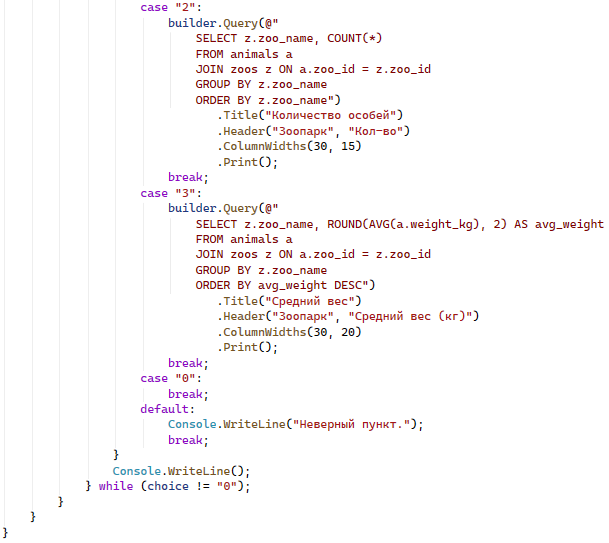 case "2":
builder.Query(@"
SELECT z.zoo_name, COUNT(*)
FROM animals a
JOIN zoos z ON a.zoo_id = z.zoo_id
GROUP BY z.zoo_name
ORDER BY z.zoo_name")
.Title("Количество особей")
.Header("Зоопарк", "Кол-во")
.ColumnWidths(30, 15)
.Print();
break;
case "3":
builder.Query(@"
SELECT z.zoo_name, ROUND(AVG(a.weight_kg), 2) AS avg_weight
FROM animals a
JOIN zoos z ON a.zoo_id = z.zoo_id
GROUP BY z.zoo_name
ORDER BY avg_weight DESC")
.Title("Средний вес")
.Header("Зоопарк", "Средний вес (кг)")
.ColumnWidths(30, 20)
.Print();
break;
case "0":
break;
default:
Console.WriteLine("Неверный пункт.");
break;
}
Console.WriteLine();
} while (choice != "0");
}
}
}